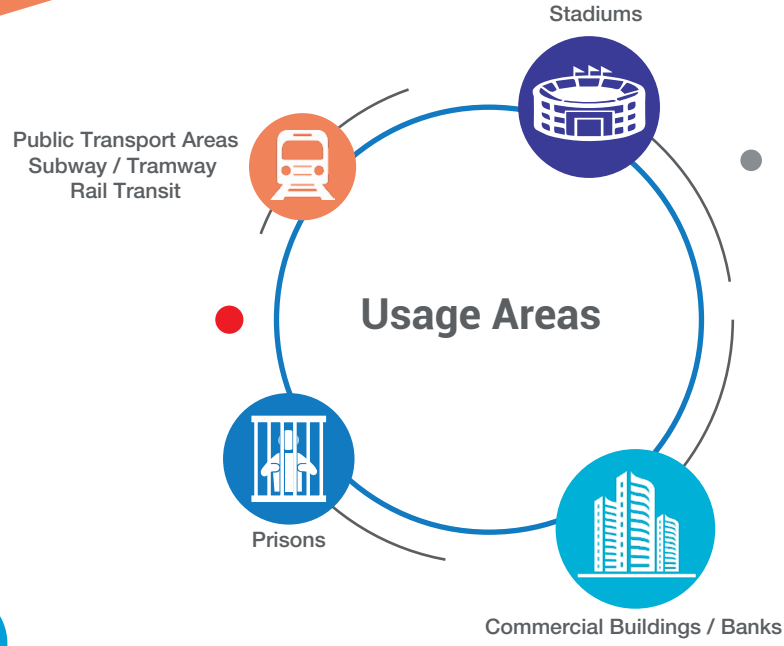 Stadiums
Public Transport Areas
Subway / Tramway
Rail Transit
Usage Areas
Prisons
Commercial Buildings / Banks